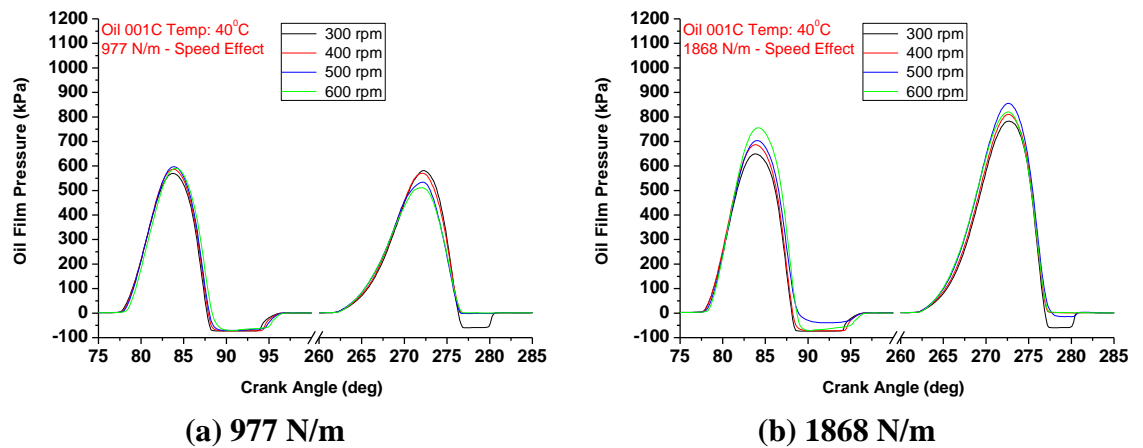 Oil 001C Temp: 40°C
977 N/m - Speed Effect
300 rpm
400 rpm
500 rpm
600 rpm
1200
1100
1000
900
800
700
600
500
400
300
200
100
0
-100
Oil Film Pressure (kPa)
75 80 85 90 95 260 265 270 275 280 285
Crank Angle (deg)
(a) 977 N/m
Oil 001C Temp: 40°C
1868 N/m - Speed Effect
300 rpm
400 rpm
500 rpm
600 rpm
1200
1100
1000
900
800
700
600
500
400
300
200
100
0
-100
Oil Film Pressure (kPa)
75 80 85 90 95 260 265 270 275 280 285
Crank Angle (deg)
(b) 1868 N/m